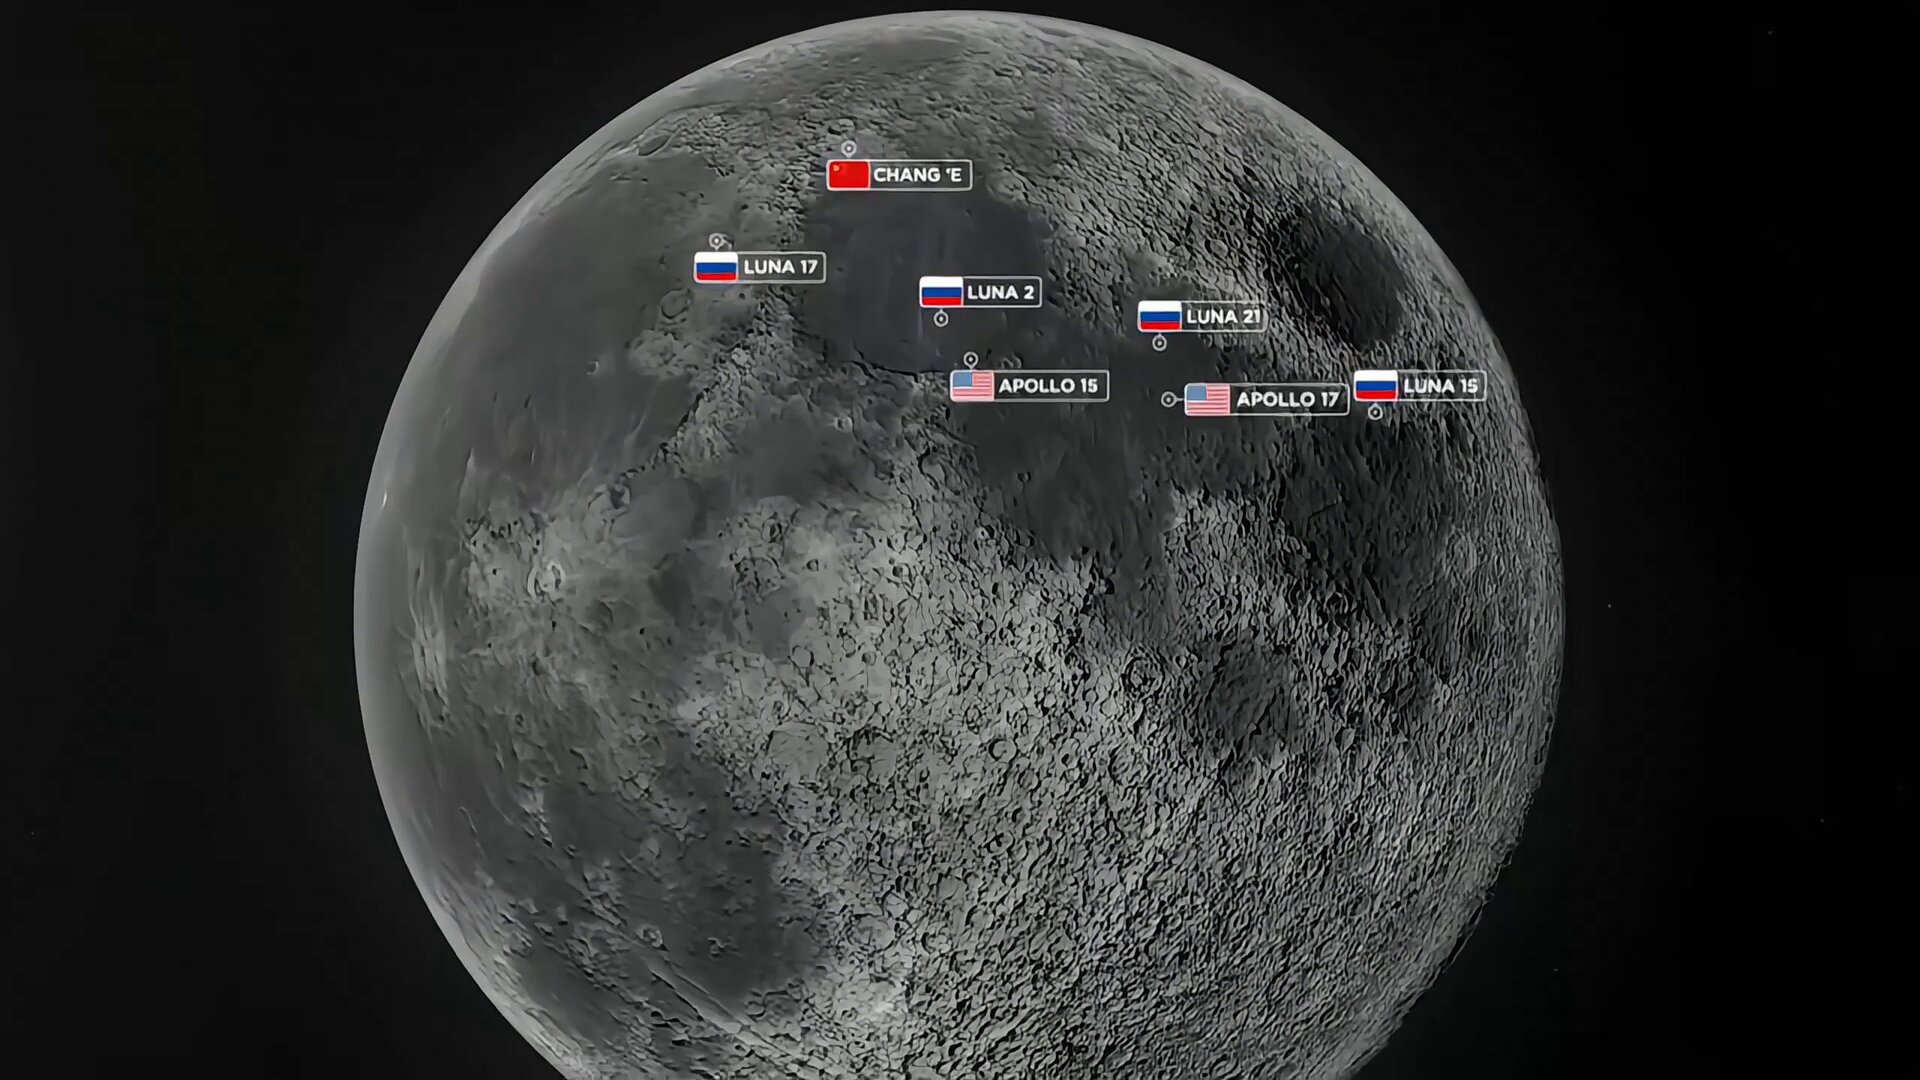 CHANG 'E
LUNA 17
LUNA 2
LUNA 21
APOLLO 15
APOLLO 17
LUNA 15